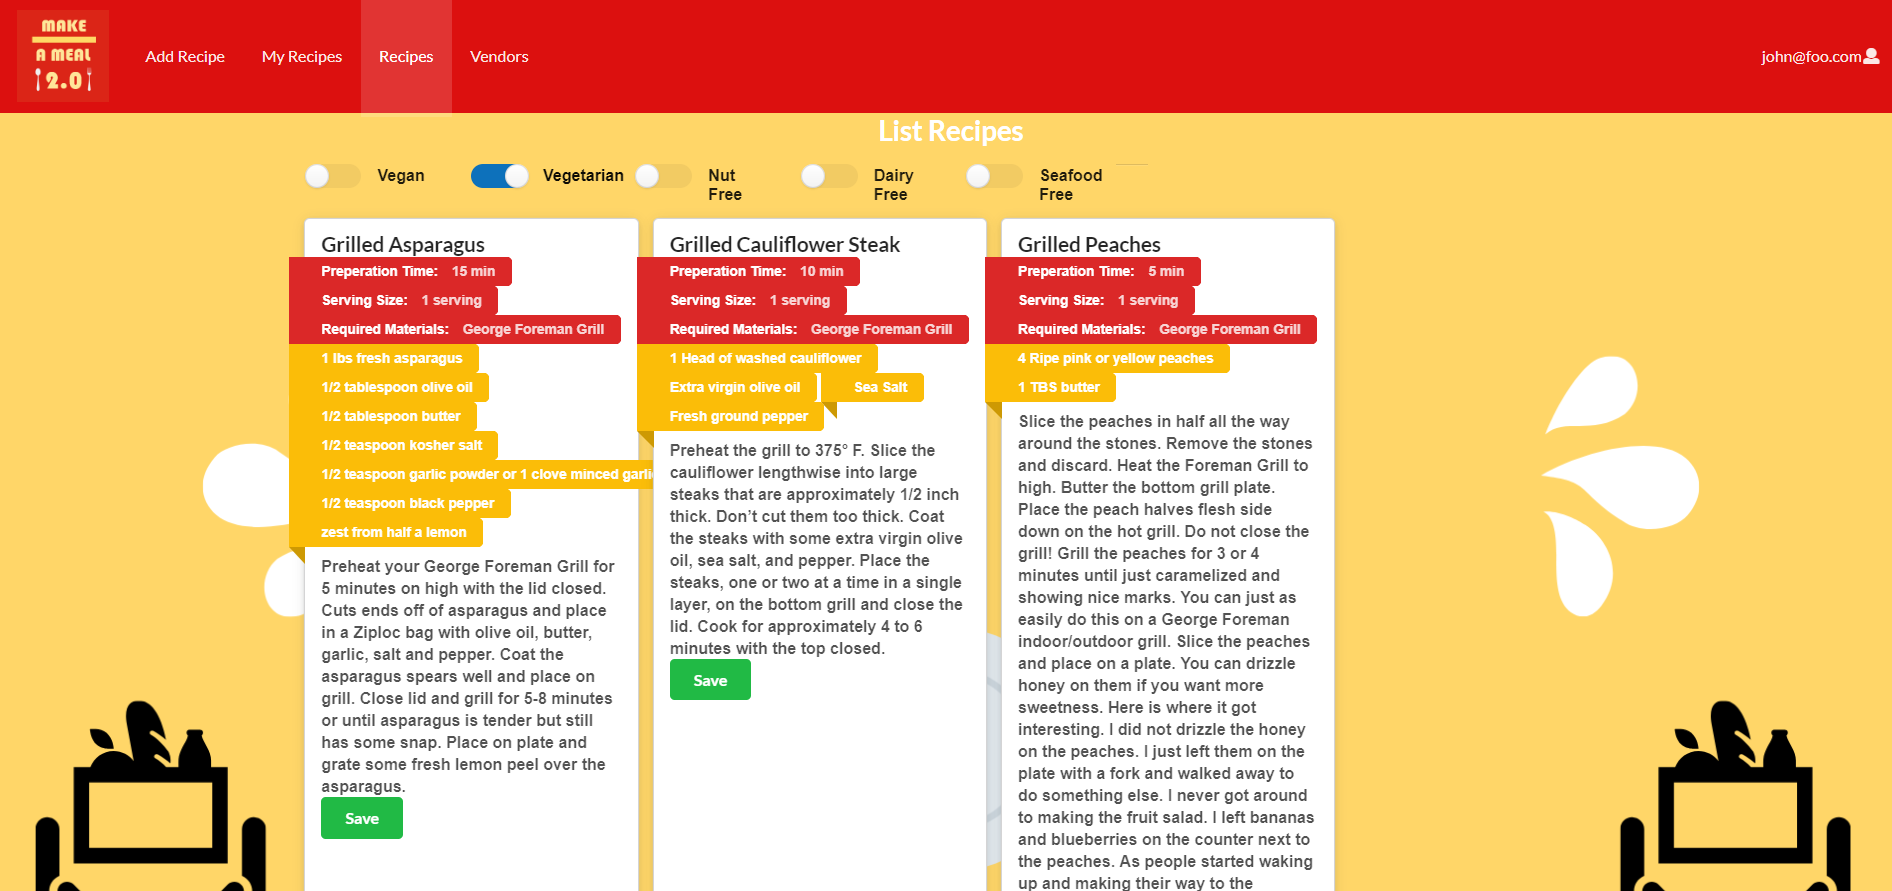 MAKE
A MEAL
2.0
Add Recipe
My Recipes
Recipes
Vendors
john@foo.com
List Recipes
Vegan
Vegetarian
Nut
Free
Dairy
Free
Seafood
Free
Grilled Asparagus
Preperation Time: 15 min
Serving Size: 1 serving
Required Materials: George Foreman Grill
1 lbs fresh asparagus
1/2 tablespoon olive oil
1/2 tablespoon butter
1/2 teaspoon kosher salt
1/2 teaspoon garlic powder or 1 clove minced garli
1/2 teaspoon black pepper
zest from half a lemon
Preheat your George Foreman Grill for
5 minutes on high with the lid closed.
Cuts ends off of asparagus and place
in a Ziploc bag with olive oil, butter,
garlic, salt and pepper. Coat the
asparagus spears well and place on
grill. Close lid and grill for 5-8 minutes
or until asparagus is tender but still
has some snap. Place on plate and
grate some fresh lemon peel over the
asparagus.
Save
Grilled Cauliflower Steak
Preperation Time: 10 min
Serving Size: 1 serving
Required Materials: George Foreman Grill
1 Head of washed cauliflower
Extra virgin olive oil
Sea Salt
Fresh ground pepper
Preheat the grill to 375° F. Slice the
cauliflower lengthwise into large
steaks that are approximately 1/2 inch
thick. Don’t cut them too thick. Coat
the steaks with some extra virgin olive
oil, sea salt, and pepper. Place the
steaks, one or two at a time in a single
layer, on the bottom grill and close the
lid. Cook for approximately 4 to 6
minutes with the top closed.
Save
Grilled Peaches
Preperation Time: 5 min
Serving Size: 1 serving
Required Materials: George Foreman Grill
4 Ripe pink or yellow peaches
1 TBS butter
Slice the peaches in half all the way
around the stones. Remove the stones
and discard. Heat the Foreman Grill to
high. Butter the bottom grill plate.
Place the peach halves flesh side
down on the hot grill. Do not close the
grill! Grill the peaches for 3 or 4
minutes until just caramelized and
showing nice marks. You can just as
easily do this on a George Foreman
indoor/outdoor grill. Slice the peaches
and place on a plate. You can drizzle
honey on them if you want more
sweetness. Here is where it got
interesting. I did not drizzle the honey
on the peaches. I just left them on the
plate with a fork and walked away to
do something else. I never got around
to making the fruit salad. I left bananas
and blueberries on the counter next to
the peaches. As people started waking
up and making their way to the